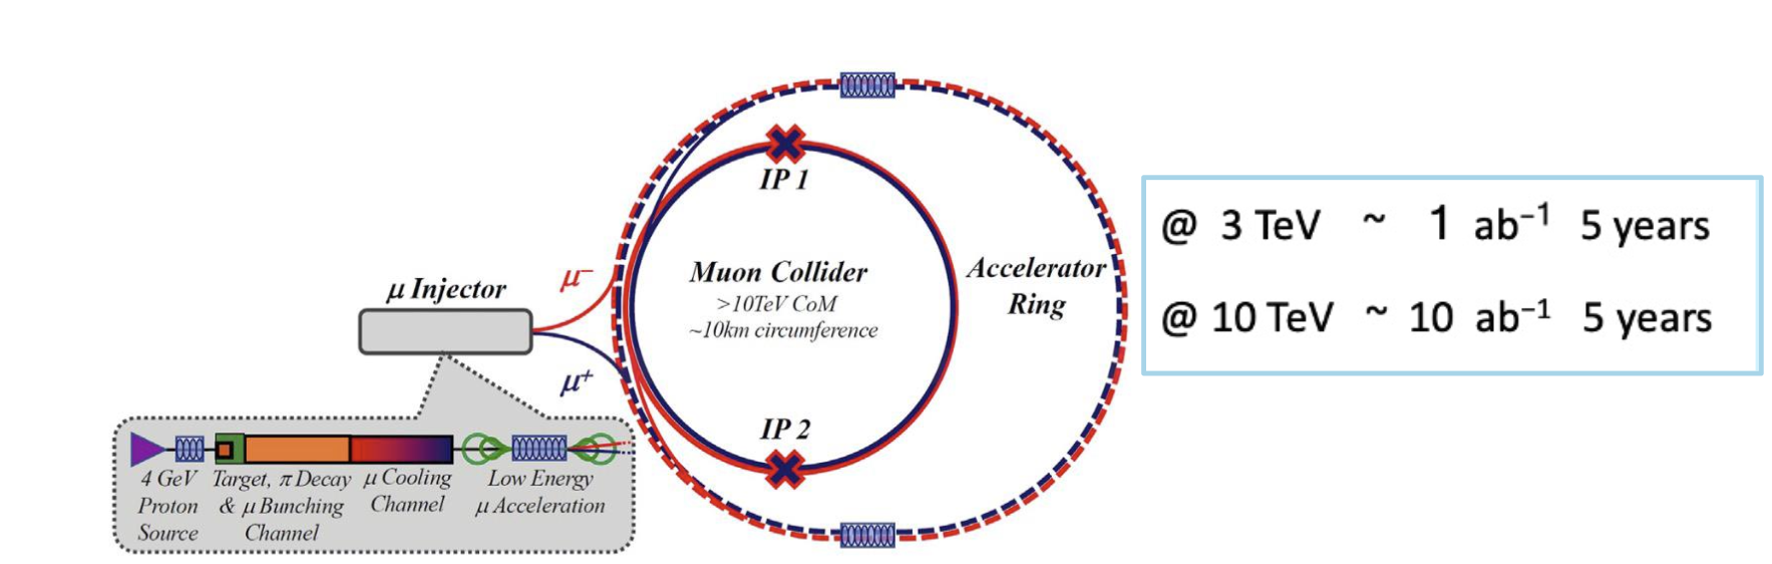 IP 1
Muon Collider
>10TeV CoM
~10km circumference
Accelerator
Ring
μ Injector
μ⁻
μ⁺
IP 2
4 GeV
Proton
Source
Target, π Decay
& μ Bunching
Channel
μ Cooling
Channel
Low Energy
μ Acceleration
@ 3 TeV ~ 1 ab⁻¹ 5 years
@ 10 TeV ~ 10 ab⁻¹ 5 years